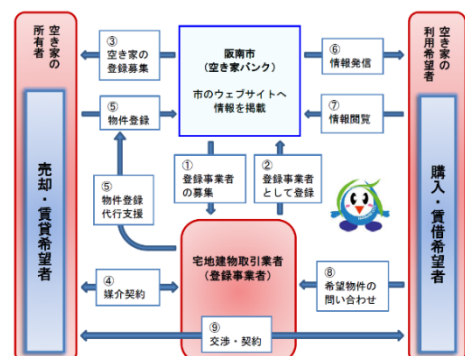 空き家の
所有者
売却・賃貸希望者
③
空き家の
登録募集
⑤
物件登録
阪南市
(空き家バンク)
市のウェブサイトへ
情報を掲載
⑥
情報発信
⑦
情報閲覧
空き家の
利用希望者
購入・賃借希望者
①
登録事業者
の募集
②
登録事業者
として登録
⑤
物件登録
代行支援
宅地建物取引業者
(登録事業者)
④
媒介契約
⑧
希望物件の
問い合わせ
⑨
交渉・契約